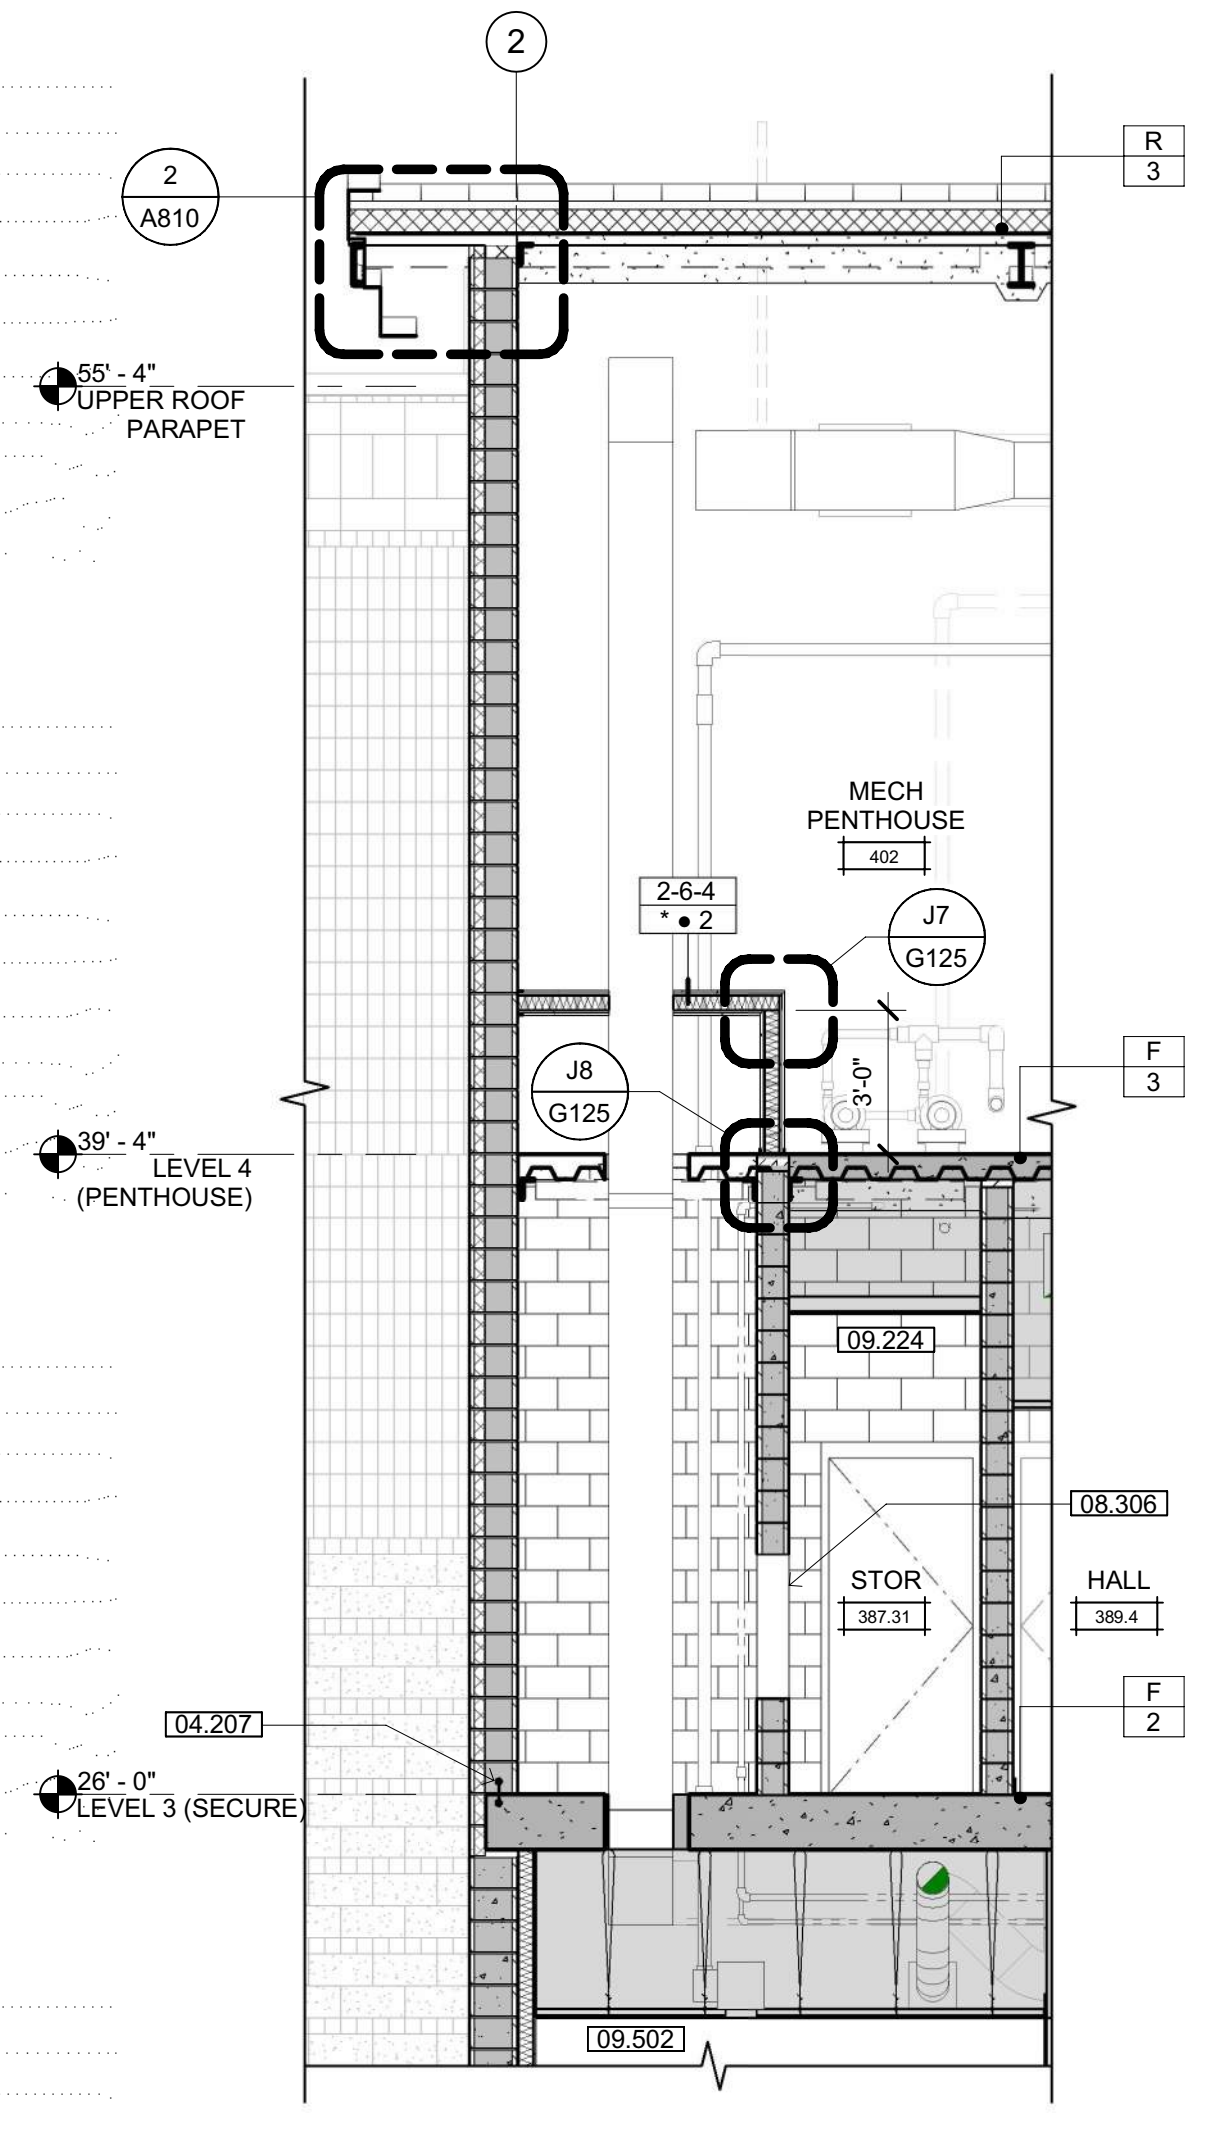 2
R
3
2
A810
55' - 4"
UPPER ROOF
PARAPET
MECH
PENTHOUSE
402
2-6-4
* ● 2
J7
G125
J8
G125
3'-0"
F
3
39' - 4"
LEVEL 4
(PENTHOUSE)
09.224
08.306
STOR
387.31
HALL
389.4
F
2
04.207
26' - 0"
LEVEL 3 (SECURE)
09.502